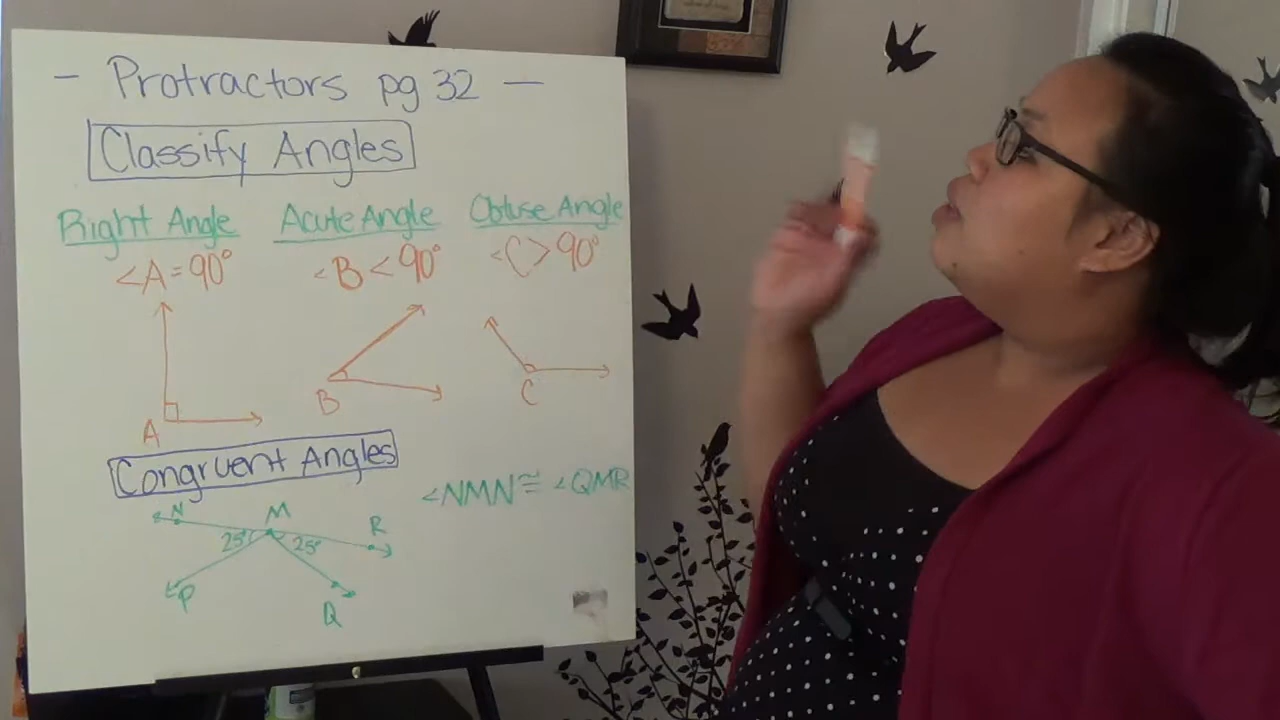 - Protractors pg 32 -
Classify Angles
Right Angle Acute Angle Obtuse Angle
<A = 90° <B < 90° <C > 90°
A
B
C
Congruent Angles
<NMN ≅ <QMR
N M R
25° 25°
P Q